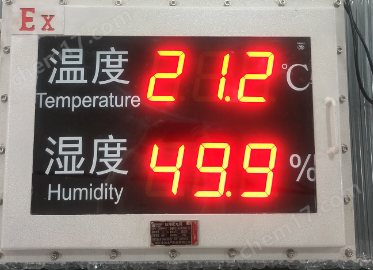 Ex
温度 21.2 ℃
Temperature
湿度 49.9 %
Humidity